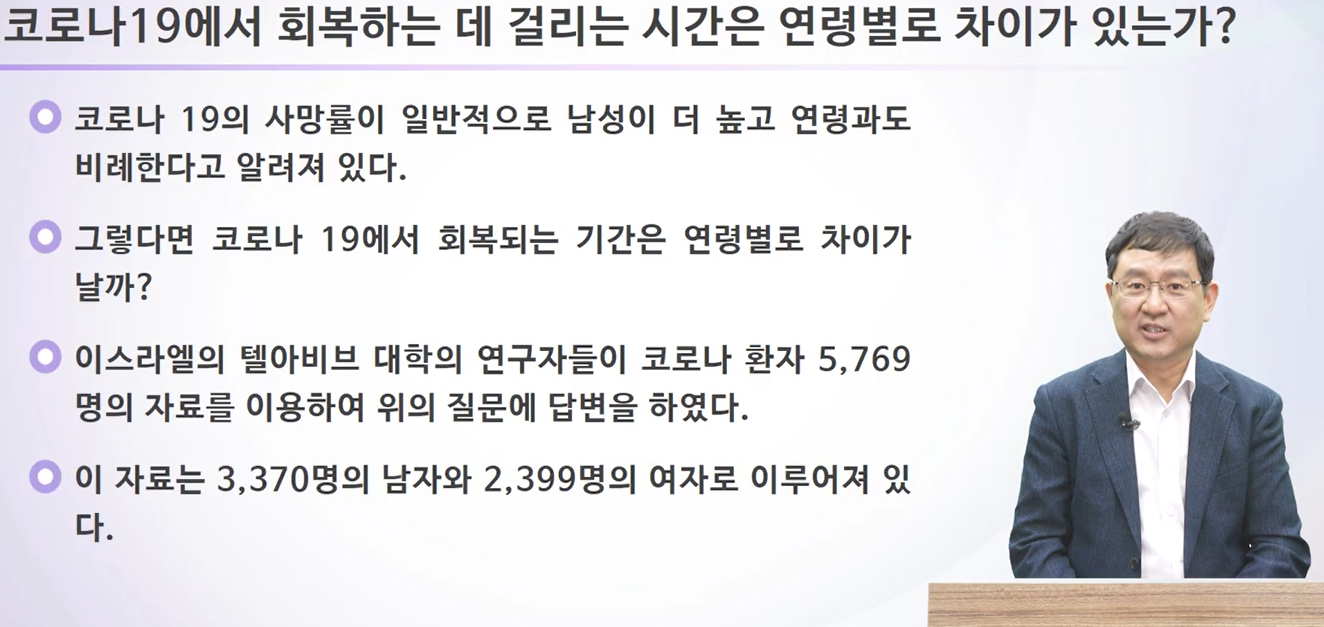 코로나19에서 회복하는 데 걸리는 시간은 연령별로 차이가 있는가?
코로나 19의 사망률이 일반적으로 남성이 더 높고 연령과도
비례한다고 알려져 있다.
그렇다면 코로나 19에서 회복되는 기간은 연령별로 차이가
날까?
이스라엘의 텔아비브 대학의 연구자들이 코로나 환자 5,769
명의 자료를 이용하여 위의 질문에 답변을 하였다.
이 자료는 3,370명의 남자와 2,399명의 여자로 이루어져 있
다.